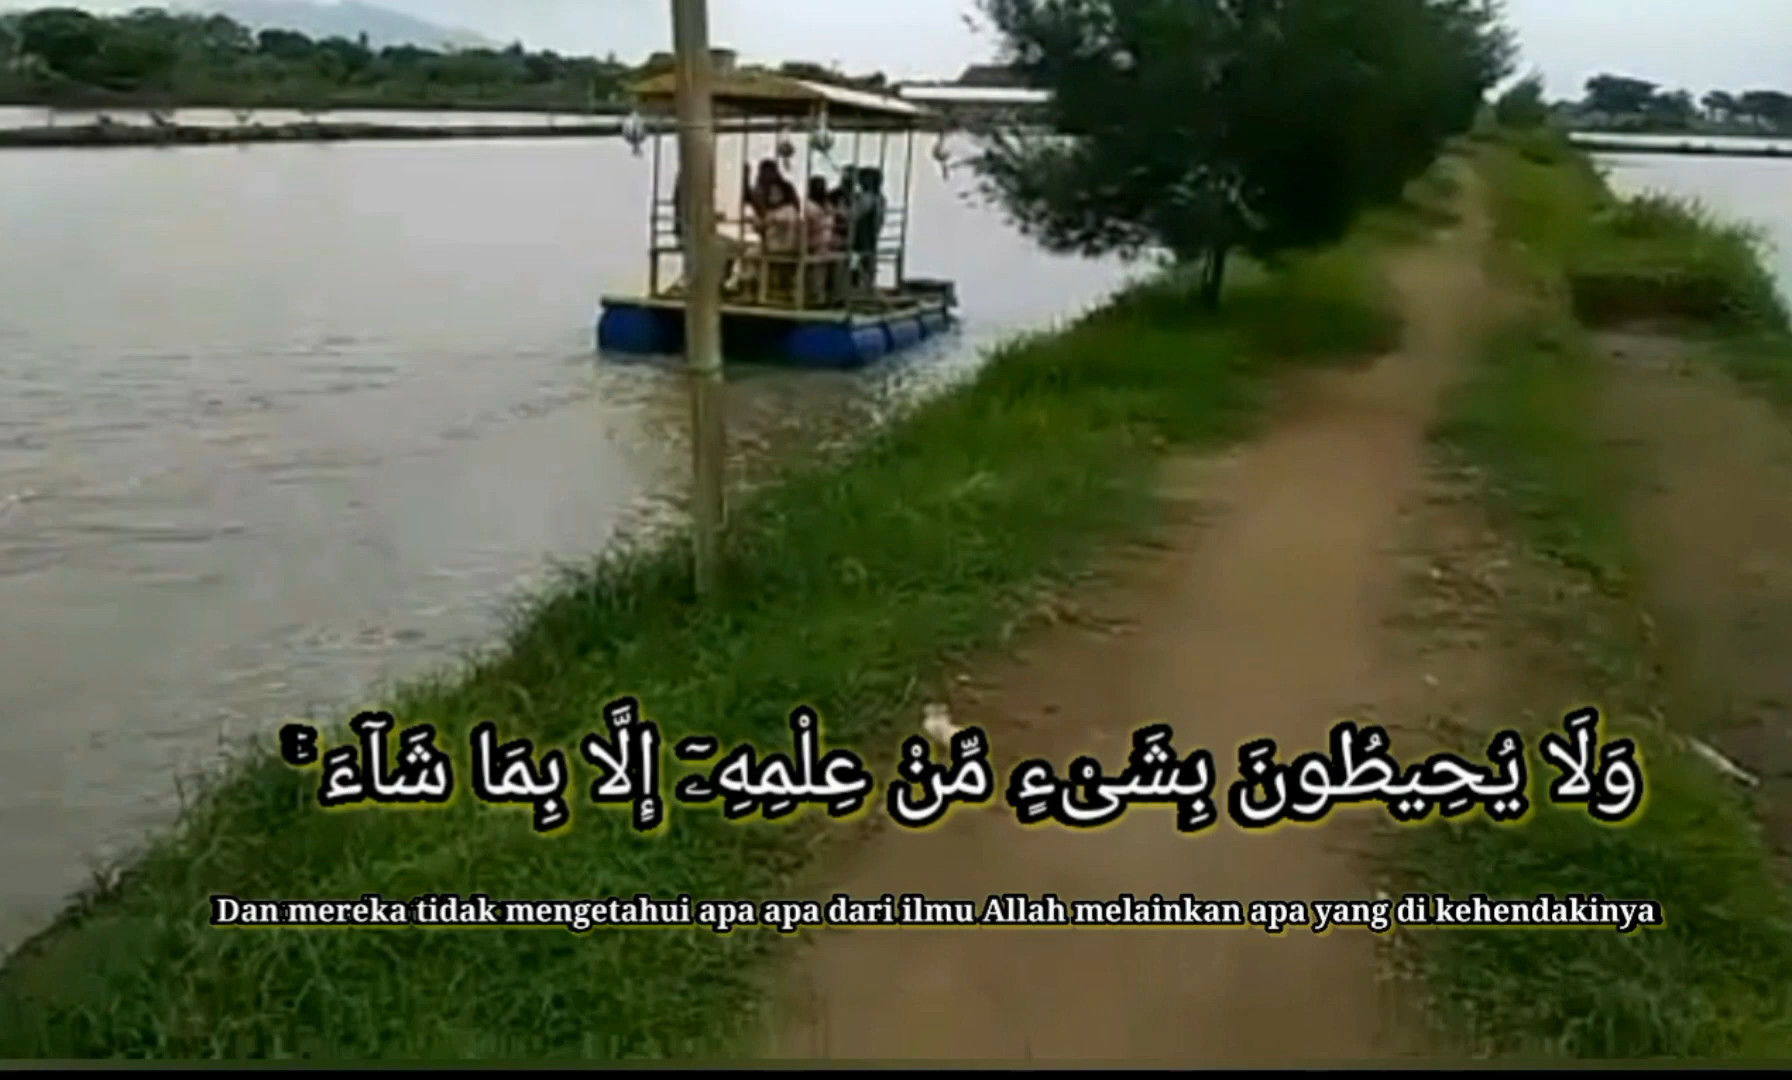 وَلَا يُحِيطُونَ بِشَىْءٍ مِّنْ عِلْمِهِۦٓ إِلَّا بِمَا شَآءَ ۚ
Dan mereka tidak mengetahui apa apa dari ilmu Allah melainkan apa yang di kehendakinya